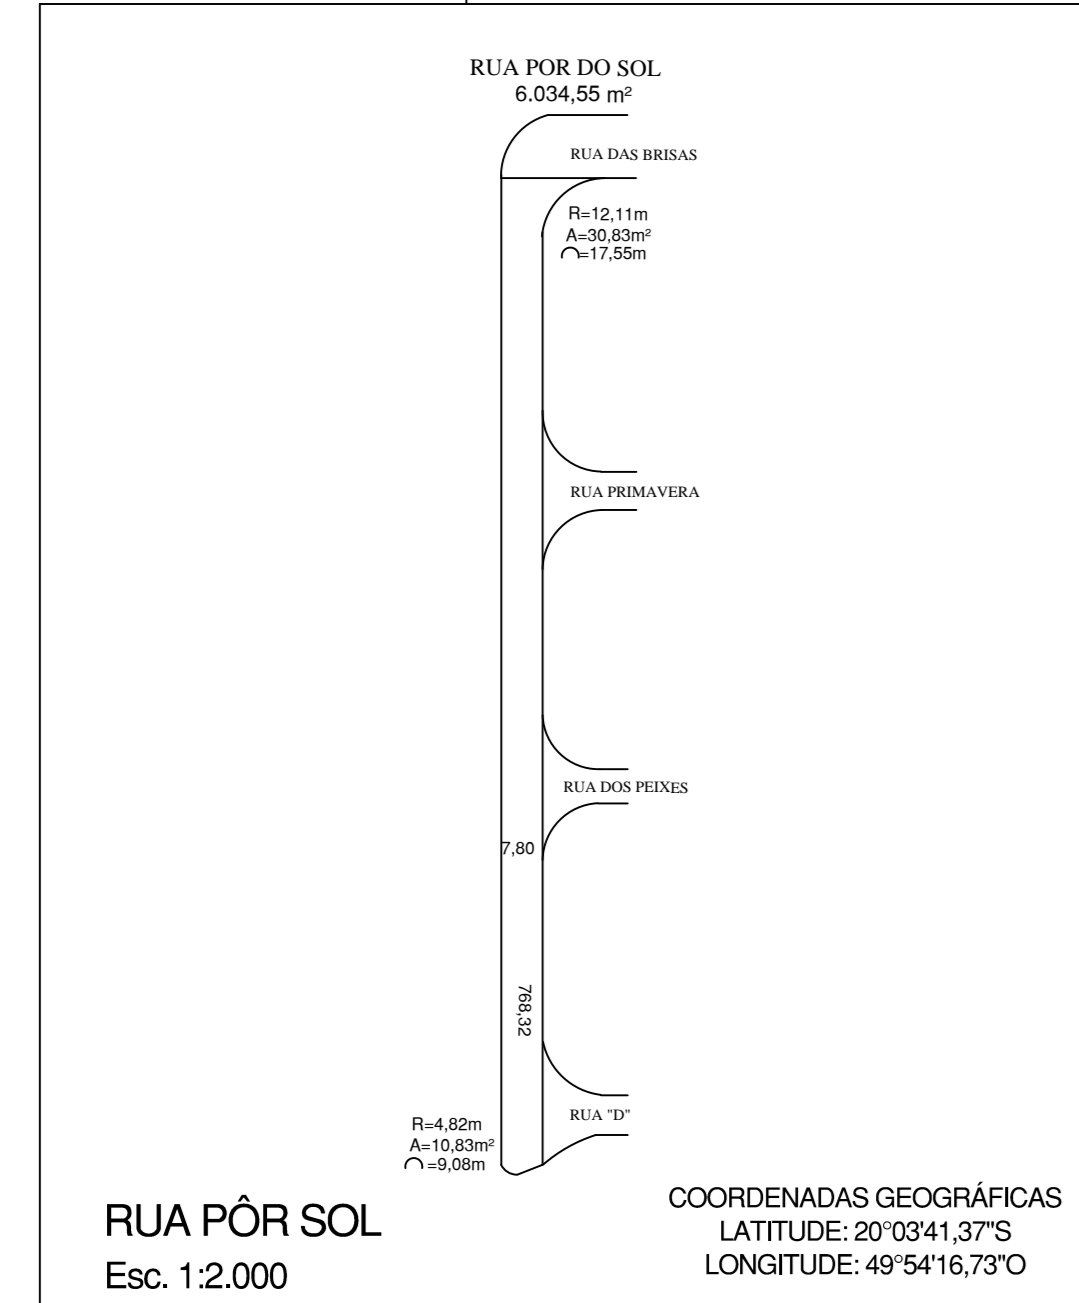 RUA POR DO SOL
6.034,55 m²
RUA DAS BRISAS
R=12,11m
A=30,83m²
=17,55m
RUA PRIMAVERA
RUA DOS PEIXES
7,80
768,32
RUA "D"
R=4,82m
A=10,83m²
=9,08m
RUA PÔR SOL
Esc. 1:2.000
COORDENADAS GEOGRÁFICAS
LATITUDE: 20°03'41,37"S
LONGITUDE: 49°54'16,73"O